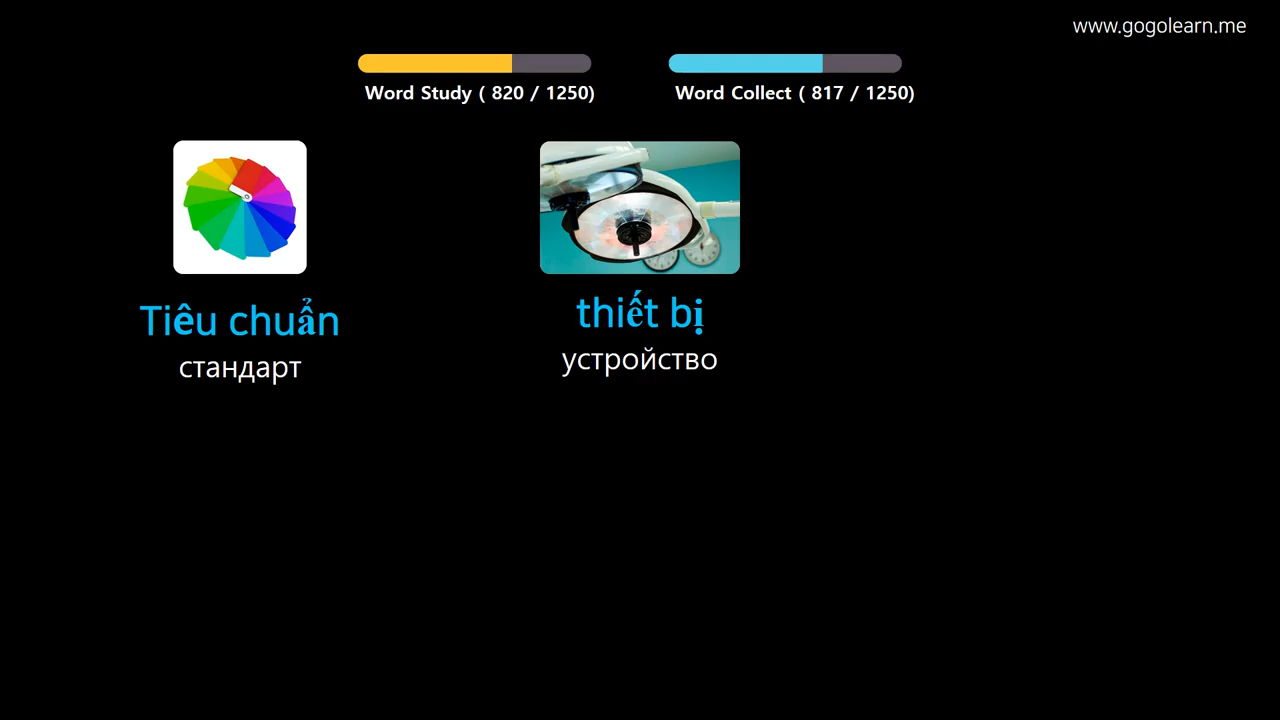 www.gogolearn.me
Word Study ( 820 / 1250)
Word Collect ( 817 / 1250)
Tiêu chuẩn
стандарт
thiết bị
устройство